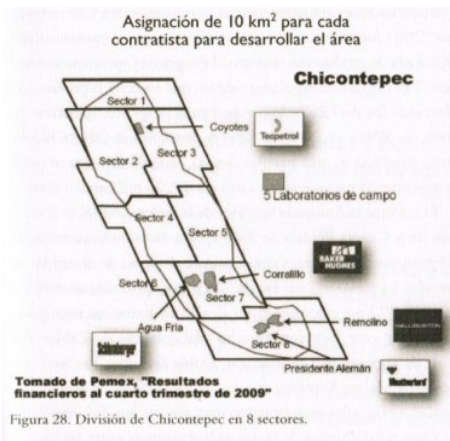 Asignación de 10 km² para cada
contratista para desarrollar el área
Chicontepec
Sector 1
Coyotes
Tecpetrol
Sector 2
Sector 3
5 Laboratorios de campo
Sector 4
Sector 5
BAKER
HUGHES
Corralillo
Sector 6
Sector 7
Remolino
HALLIBURTON
Agua Fría
Sector 8
Schlumberger
Presidente Alemán
Weatherford
Tomado de Pemex, "Resultados
financieros al cuarto trimestre de 2009"
Figura 28. División de Chicontepec en 8 sectores.